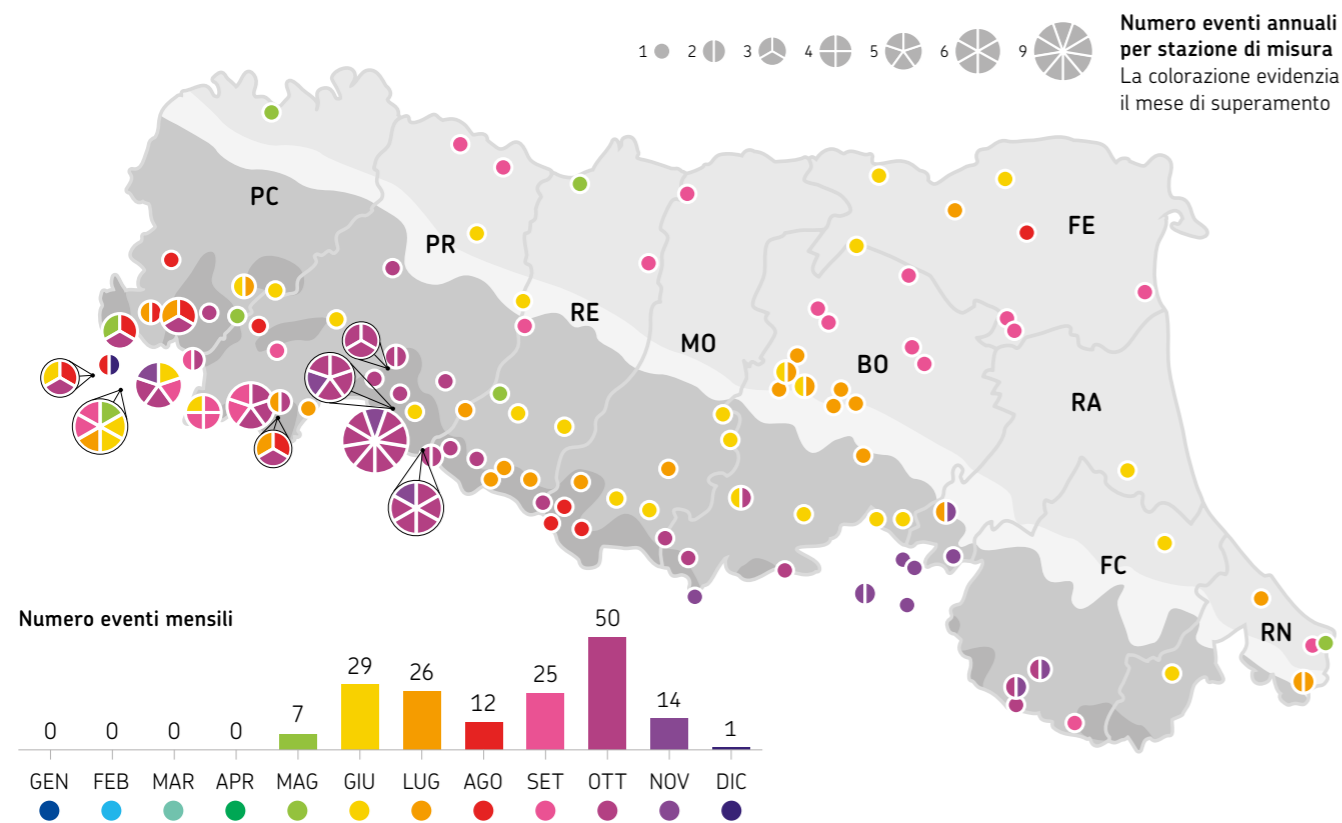 1 2 3 4 5 6 9
Numero eventi annuali
per stazione di misura
La colorazione evidenzia
il mese di superamento
PC
PR
RE
MO
BO
FE
RA
FC
RN
Numero eventi mensili
0 0 0 0 7 29 26 12 25 50 14 1
GEN FEB MAR APR MAG GIU LUG AGO SET OTT NOV DIC